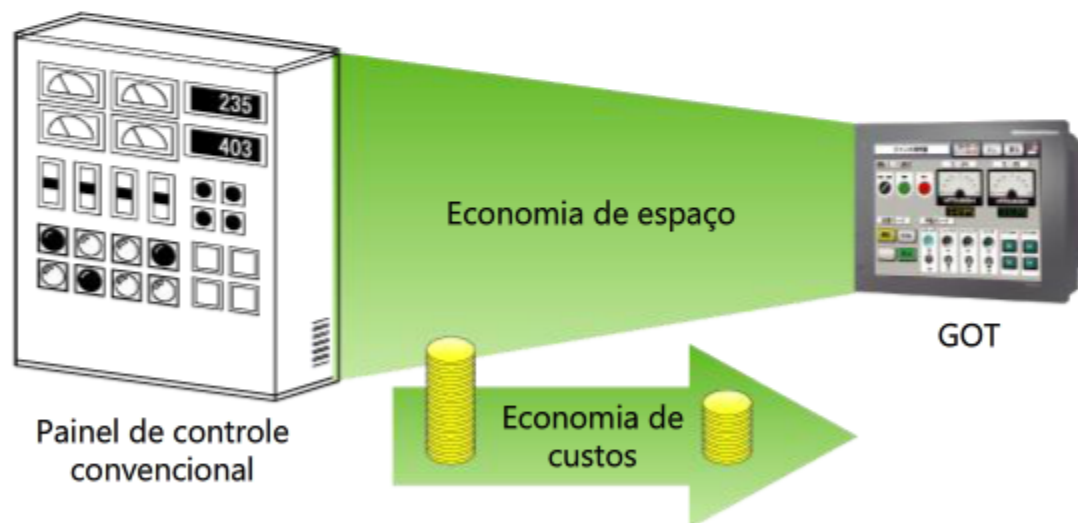 235
403
Economia de espaço
GOT
Painel de controle
convencional
Economia de
custos